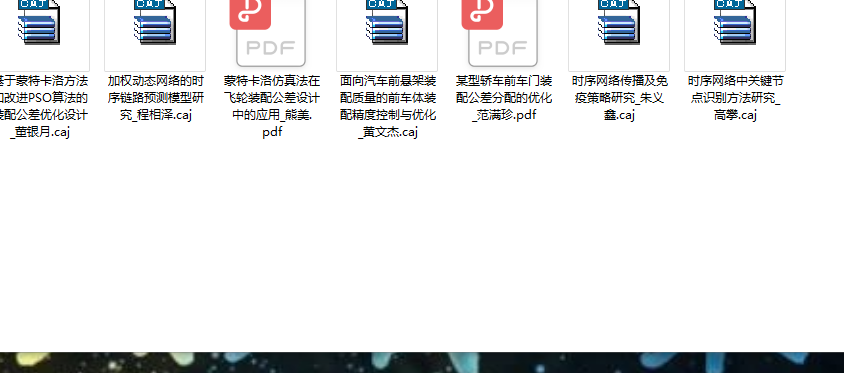 CAJ
CAJ
PDF
CAJ
PDF
CAJ
CAJ
基于蒙特卡洛方法
和改进PSO算法的
装配公差优化设计
_董银月.caj
加权动态网络的时
序链路预测模型研
究_程相泽.caj
蒙特卡洛仿真法在
飞轮装配公差设计
中的应用_熊美.
pdf
面向汽车前悬架装
配质量的前车体装
配精度控制与优化
_黄文杰.caj
某型轿车前车门装
配公差分配的优化
_范满珍.pdf
时序网络传播及免
疫策略研究_朱义
鑫.caj
时序网络中关键节
点识别方法研究_
高攀.caj